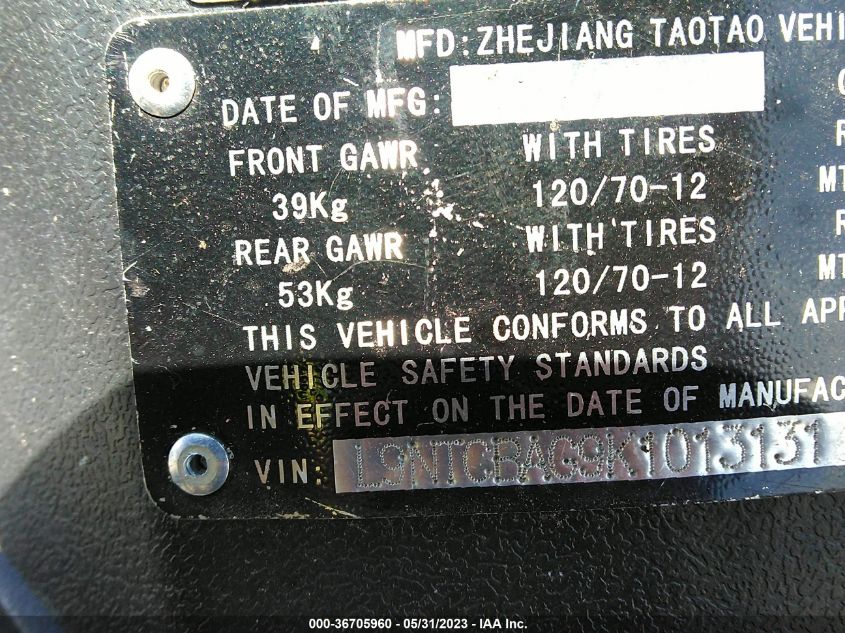 MFD: ZHEJIANG TAOTAO VEHI
DATE OF MFG:
FRONT GAWR WITH TIRES R
39Kg 120/70-12 MT
REAR GAWR WITH TIRES R
53Kg 120/70-12 MT
THIS VEHICLE CONFORMS TO ALL APP
VEHICLE SAFETY STANDARDS
IN EFFECT ON THE DATE OF MANUFAC
VIN: L9NTCBAG9K1013131
000-36705960 - 05/31/2023 - IAA Inc.